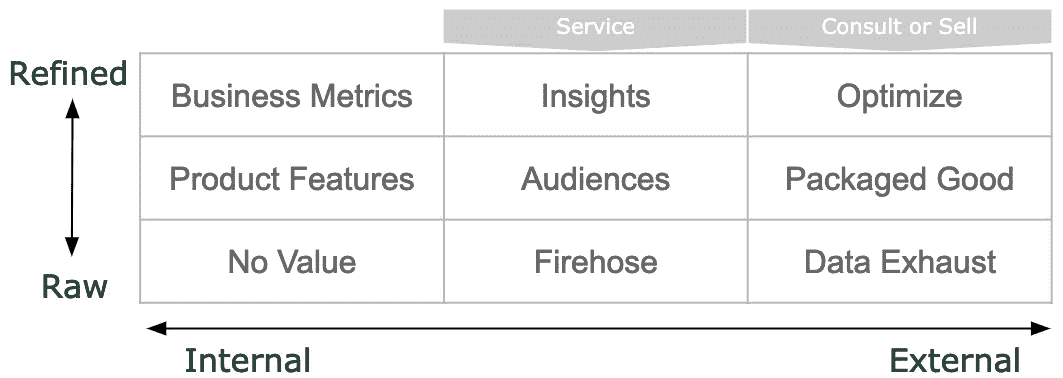 Service
Consult or Sell
Refined
Business Metrics
Insights
Optimize
Product Features
Audiences
Packaged Good
Raw
No Value
Firehose
Data Exhaust
Internal
External